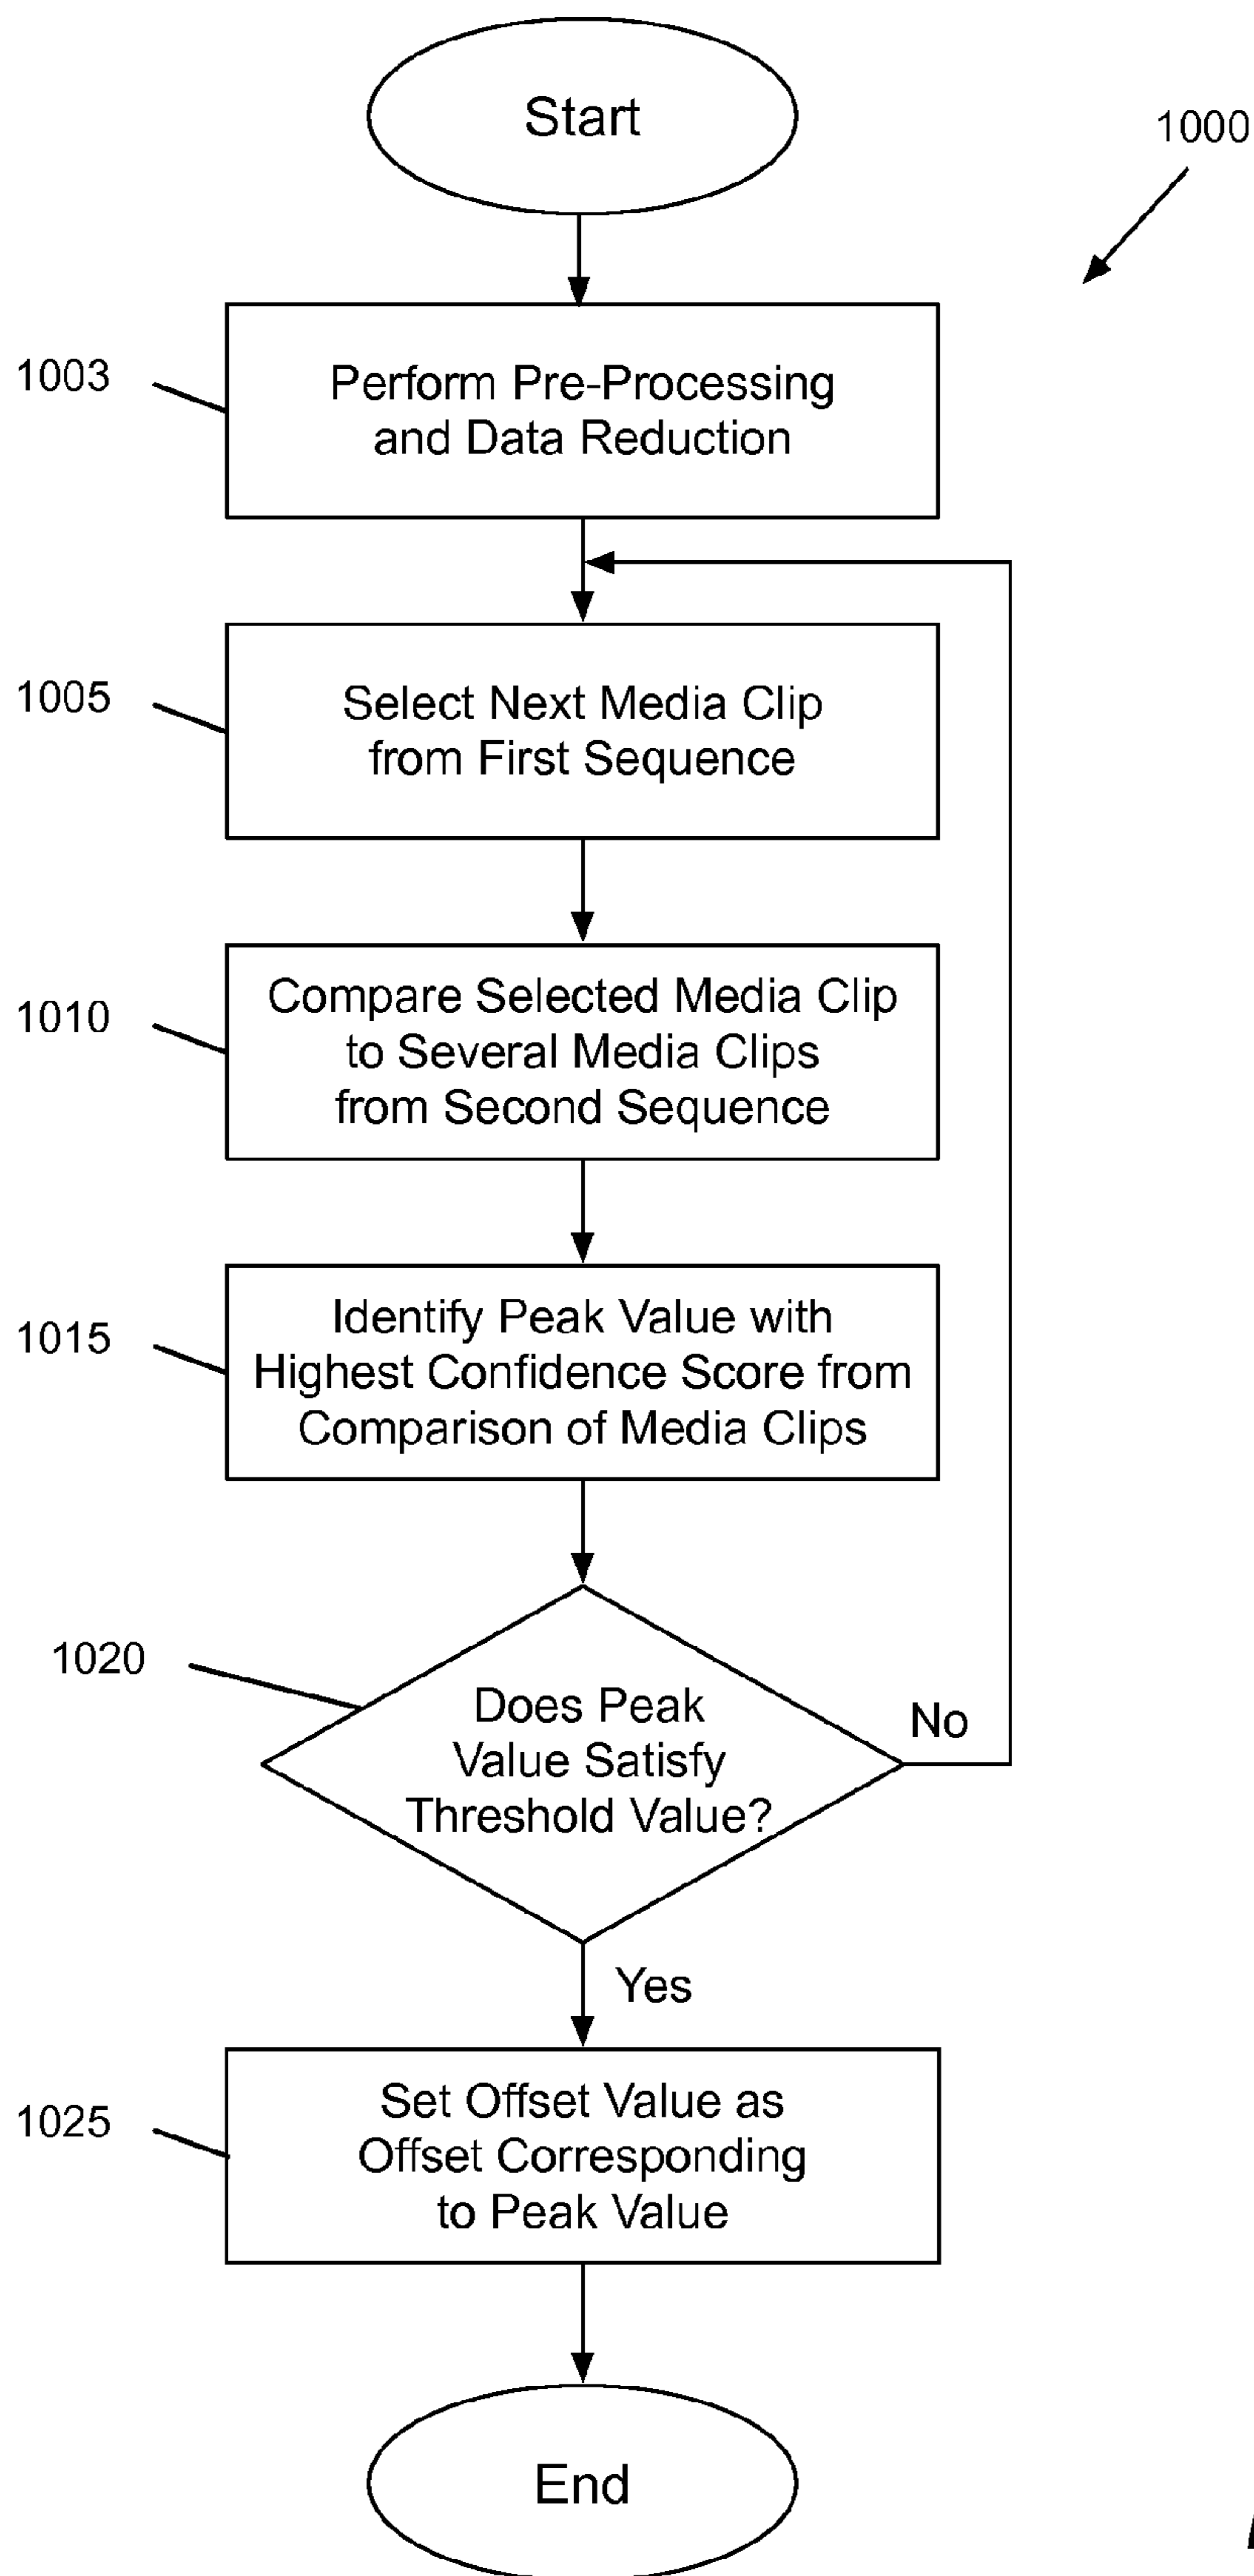 Start
1000
1003
Perform Pre-Processing
and Data Reduction
1005
Select Next Media Clip
from First Sequence
1010
Compare Selected Media Clip
to Several Media Clips
from Second Sequence
1015
Identify Peak Value with
Highest Confidence Score from
Comparison of Media Clips
1020
Does Peak
Value Satisfy
Threshold Value?
No
Yes
1025
Set Offset Value as
Offset Corresponding
to Peak Value
End